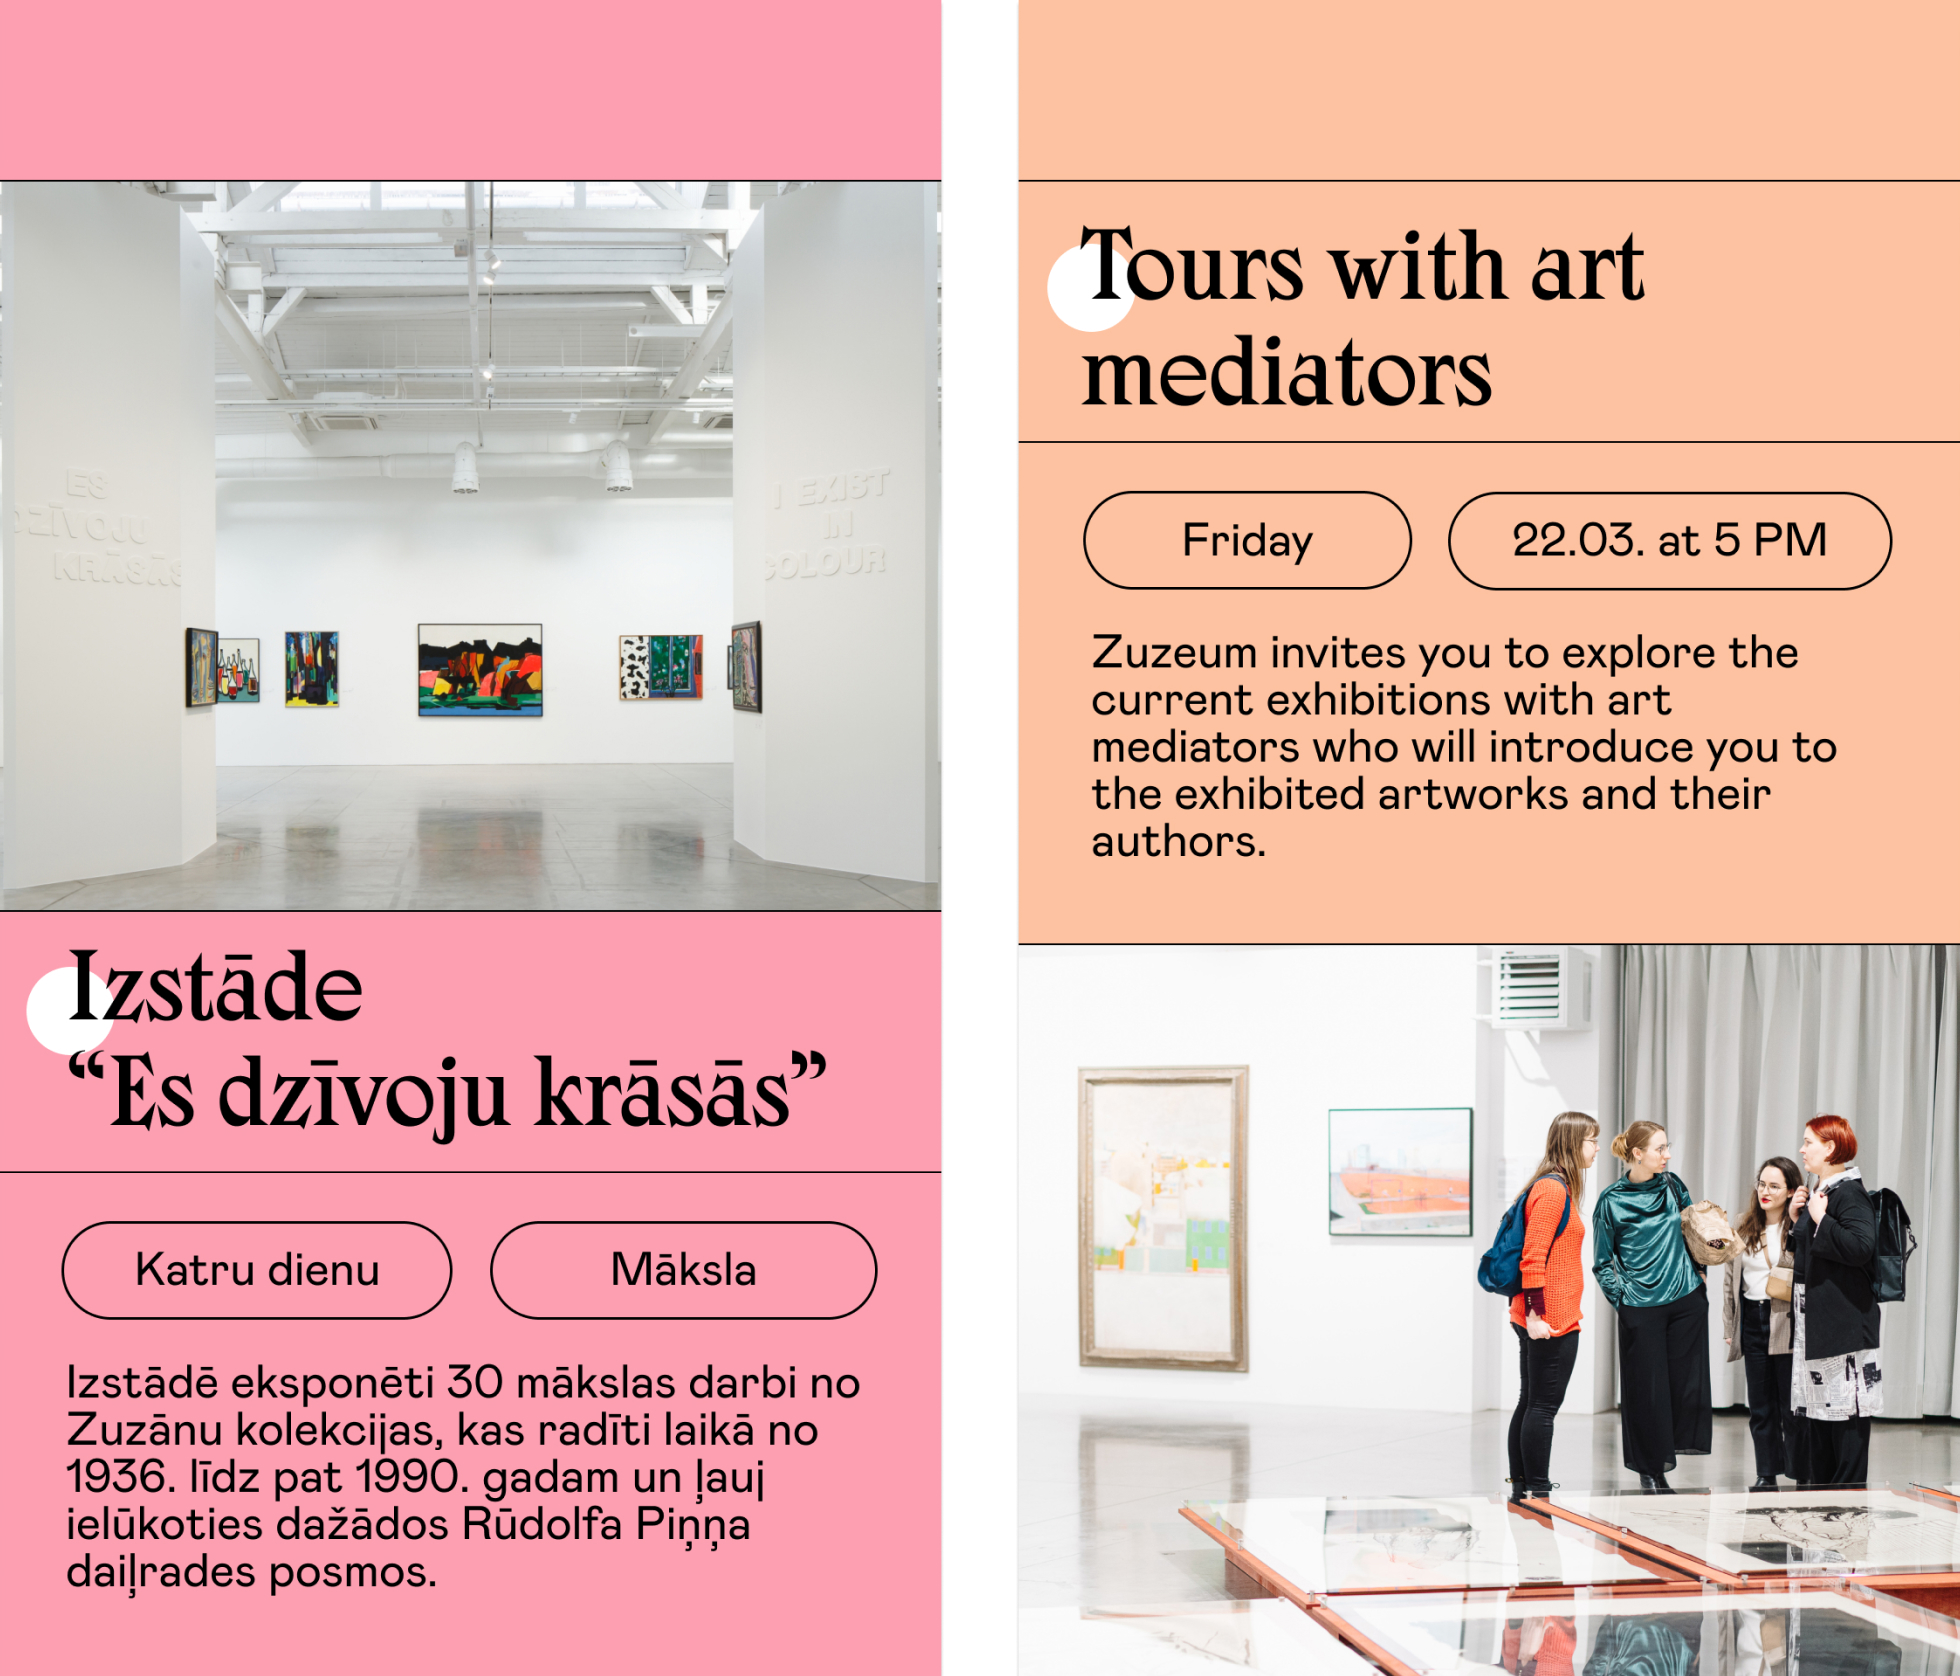 ES
DZĪVOJU
KRĀSĀS
I EXIST
IN
COLOUR
Izstāde
“Es dzīvoju krāsās”
Katru dienu
Māksla
Izstādē eksponēti 30 mākslas darbi no
Zuzānu kolekcijas, kas radīti laikā no
1936. līdz pat 1990. gadam un ļauj
ielūkoties dažādos Rūdolfa Piņņa
daiļrades posmos.
Tours with art
mediators
Friday
22.03. at 5 PM
Zuzeum invites you to explore the
current exhibitions with art
mediators who will introduce you to
the exhibited artworks and their
authors.